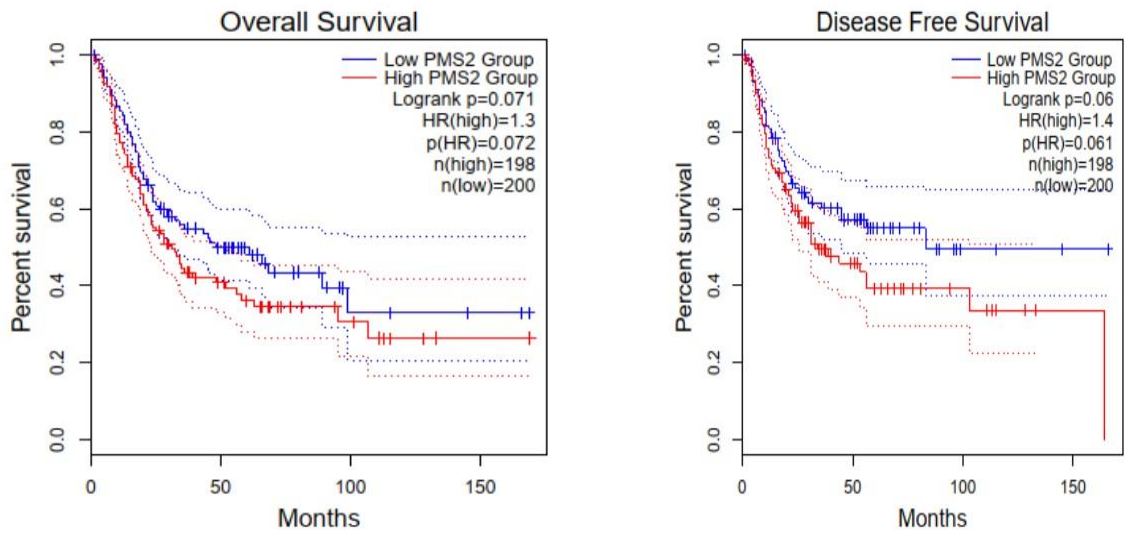 Overall Survival
Percent survival
1.0
0.8
0.6
0.4
0.2
0.0
Low PMS2 Group
High PMS2 Group
Logrank p=0.071
HR(high)=1.3
p(HR)=0.072
n(high)=198
n(low)=200
0 50 100 150
Months
Disease Free Survival
Percent survival
1.0
0.8
0.6
0.4
0.2
0.0
Low PMS2 Group
High PMS2 Group
Logrank p=0.06
HR(high)=1.4
p(HR)=0.061
n(high)=198
n(low)=200
0 50 100 150
Months